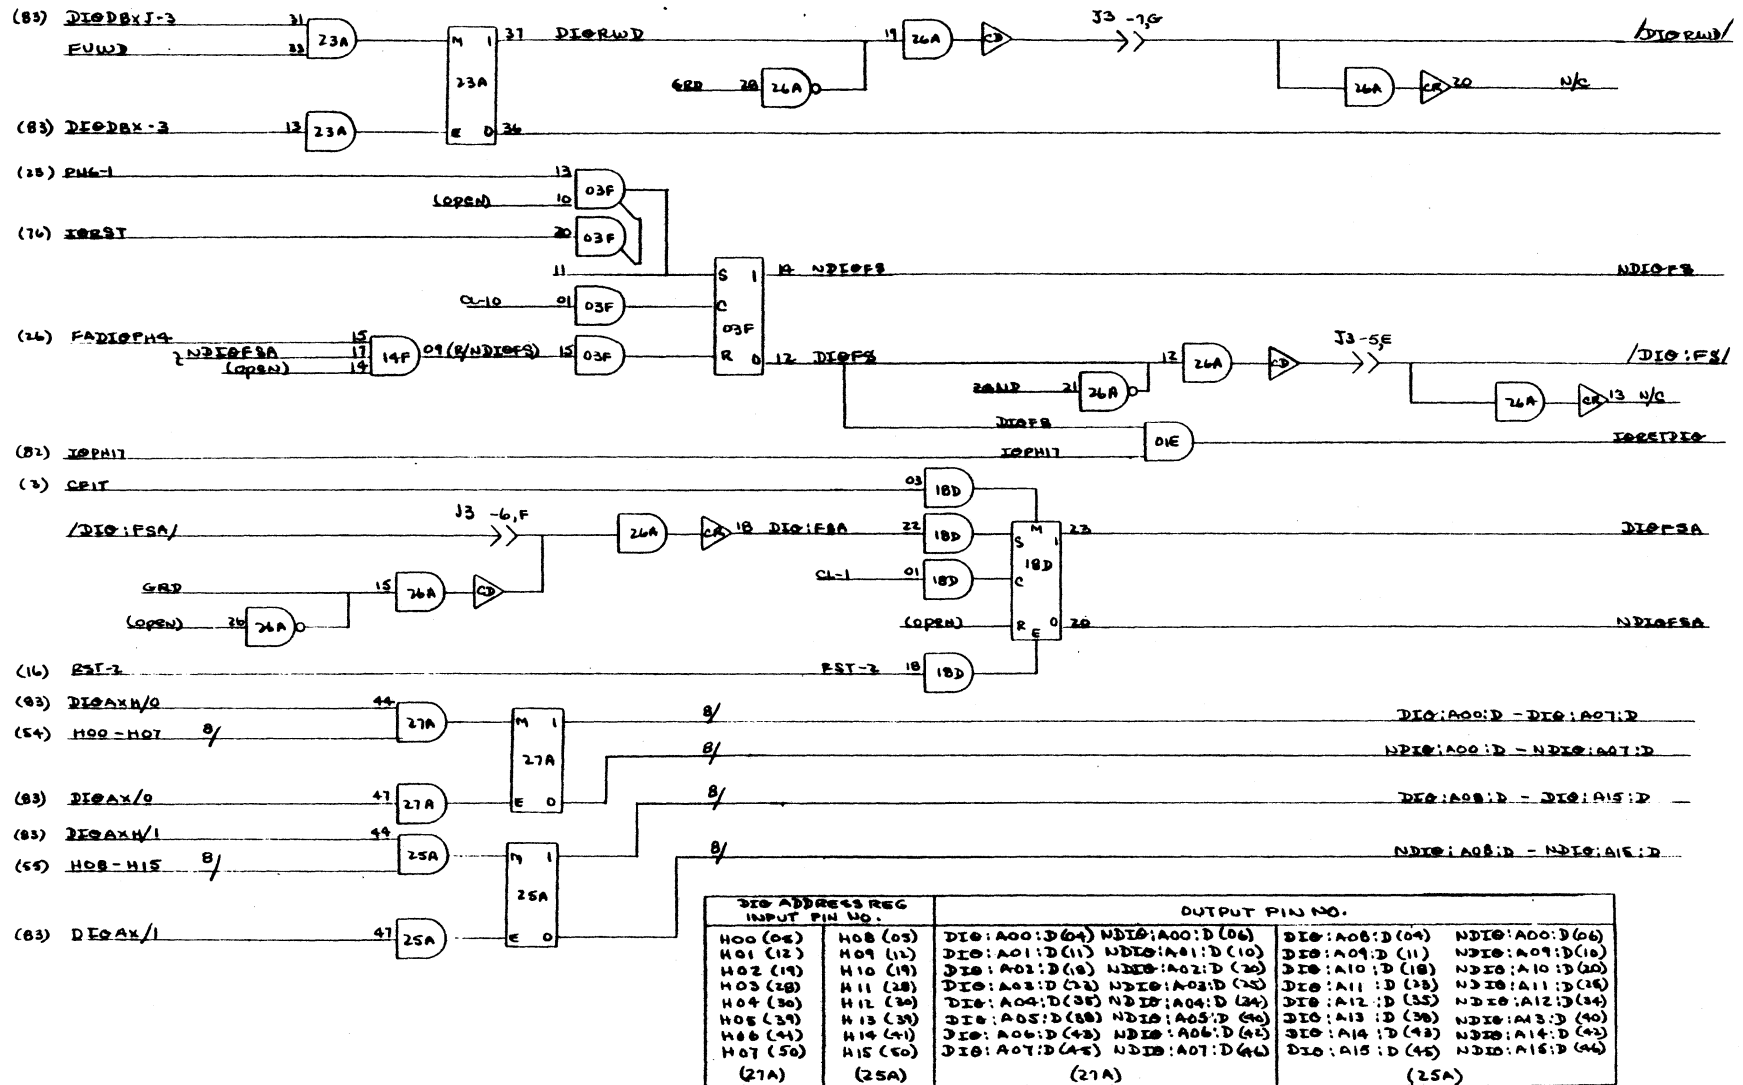 (83) DIODBXJ-3 31
FUWD 33 23A
M 1 37 DIORWD
23A
19 26A CD J3 -7,G /DIORWD/
GRD 28 26A
26A CR 20 N/C
(83) DIODBX-3 13 23A E 0 36
(25) PH6-1 13
(OPEN) 10 03F
(76) IORST 20 03F
11 S 1 14 NDIOFS NDIOFS
CL-10 01 03F C
03F
(26) FADIOPH4 15
2 NDIOFSA 17 14F 09 (R/NDIOFS) 15 03F R 0 12 DIOFS
(OPEN) 14
12 26A CD J3-5,E /DIO:FS/
2GND 21 26A
26A CR 13 N/C
DIOFS
01E IORETDIO
(82) IOPH17 IOPH17
(3) CPIT 03 18D
/DIO:FSA/ J3 -6,F 26A CR 18 DIO:FSA 22 18D S M 1 23 DIOFSA
18D
CL-1 01 18D C
GRD 15 26A CD
(OPEN) 26 26A
(OPEN) R E 0 20 NDIOFSA
(16) RST-2 RST-2 18 18D
(83) DIOAXH/0 44
27A M 1 8/ DIO:A00:D - DIO:A07:D
(54) H00-H07 8/
27A 8/ NDIO:A00:D - NDIO:A07:D
(83) DIOAX/0 47 27A E 0 8/ DIO:A08:D - DIO:A15:D
(83) DIOAXH/1 44
25A M 1 8/ NDIO:A08:D - NDIO:A15:D
(55) H08-H15 8/
25A
(83) DIOAX/1 47 25A E 0
DIO ADDRESS REG
INPUT PIN NO. OUTPUT PIN NO.
H00 (05) H08 (05) DIO:A00:D (04) NDIO:A00:D (06) DIO:A08:D (04) NDIO:A00:D (06)
H01 (12) H09 (12) DIO:A01:D (11) NDIO:A01:D (10) DIO:A09:D (11) NDIO:A09:D (10)
H02 (19) H10 (19) DIO:A02:D (18) NDIO:A02:D (20) DIO:A10:D (18) NDIO:A10:D (20)
H03 (28) H11 (28) DIO:A03:D (23) NDIO:A03:D (25) DIO:A11:D (23) NDIO:A11:D (25)
H04 (30) H12 (30) DIO:A04:D (35) NDIO:A04:D (34) DIO:A12:D (35) NDIO:A12:D (34)
H05 (39) H13 (39) DIO:A05:D (38) NDIO:A05:D (40) DIO:A13:D (38) NDIO:A13:D (40)
H06 (41) H14 (41) DIO:A06:D (43) NDIO:A06:D (42) DIO:A14:D (43) NDIO:A14:D (42)
H07 (50) H15 (50) DIO:A07:D (45) NDIO:A07:D (46) DIO:A15:D (45) NDIO:A15:D (46)
(27A) (25A) (27A) (25A)